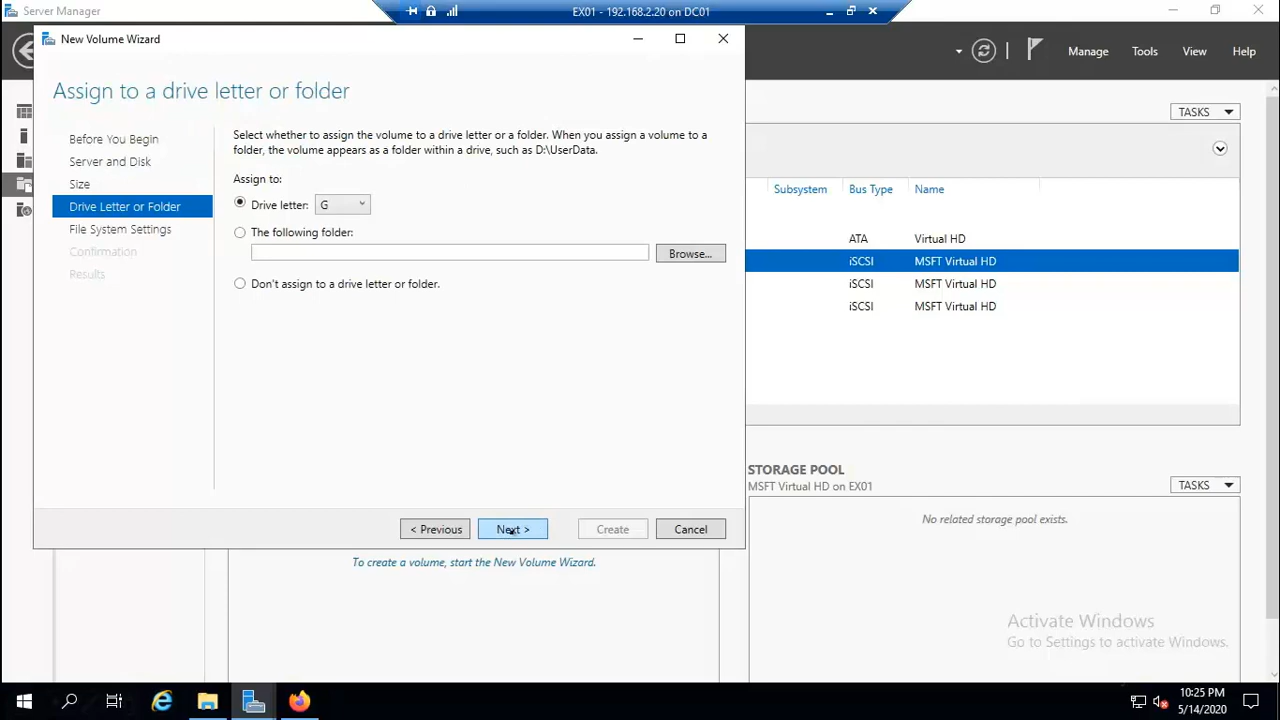 Server Manager
EX01 - 192.168.2.20 on DC01
New Volume Wizard
Manage
Tools
View
Help
Assign to a drive letter or folder
TASKS
Before You Begin
Server and Disk
Size
Drive Letter or Folder
File System Settings
Confirmation
Results
Select whether to assign the volume to a drive letter or a folder. When you assign a volume to a
folder, the volume appears as a folder within a drive, such as D:\UserData.
Assign to:
Drive letter: G
The following folder:
Browse...
Don't assign to a drive letter or folder.
Subsystem Bus Type Name
ATA Virtual HD
iSCSI MSFT Virtual HD
iSCSI MSFT Virtual HD
iSCSI MSFT Virtual HD
< Previous
Next >
Create
Cancel
To create a volume, start the New Volume Wizard.
STORAGE POOL
MSFT Virtual HD on EX01
TASKS
No related storage pool exists.
Activate Windows
Go to Settings to activate Windows.
10:25 PM
5/14/2020